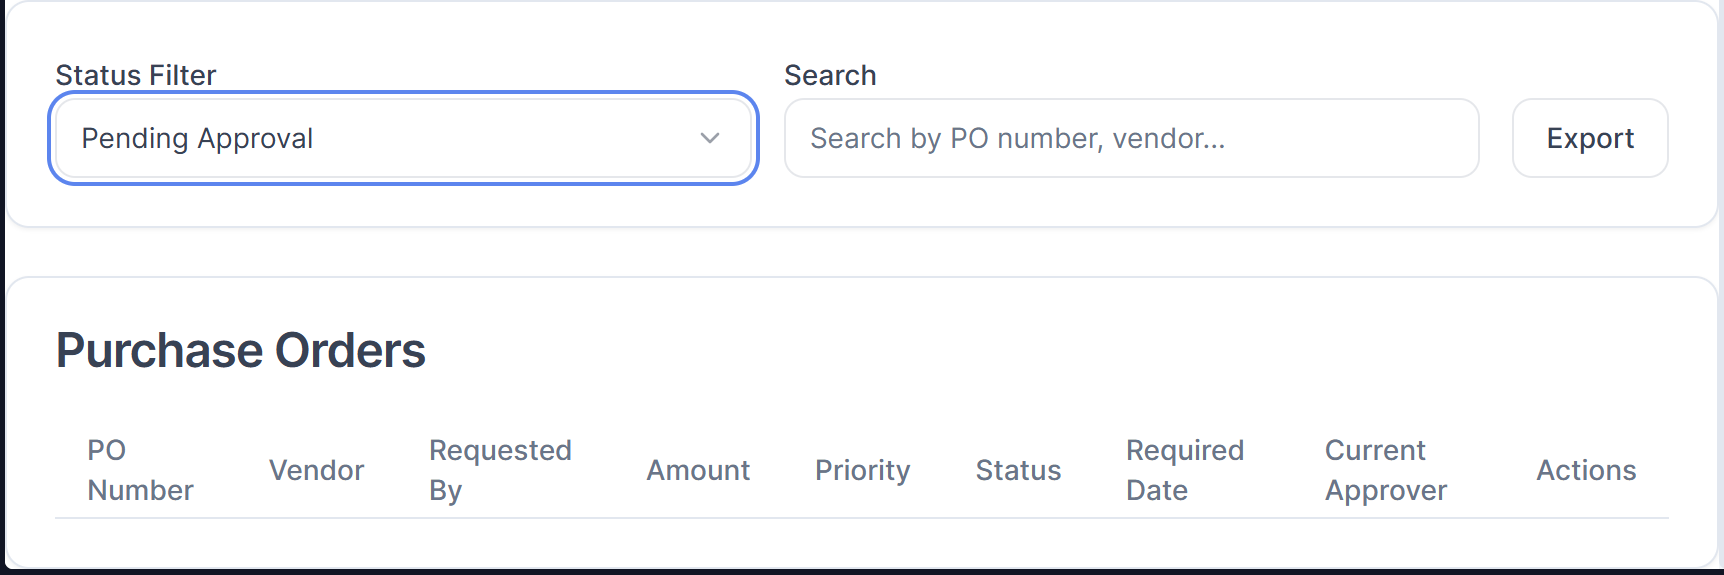 Status Filter
Search
Pending Approval
Search by PO number, vendor...
Export
Purchase Orders
PO
Number
Vendor
Requested
By
Amount
Priority
Status
Required
Date
Current
Approver
Actions